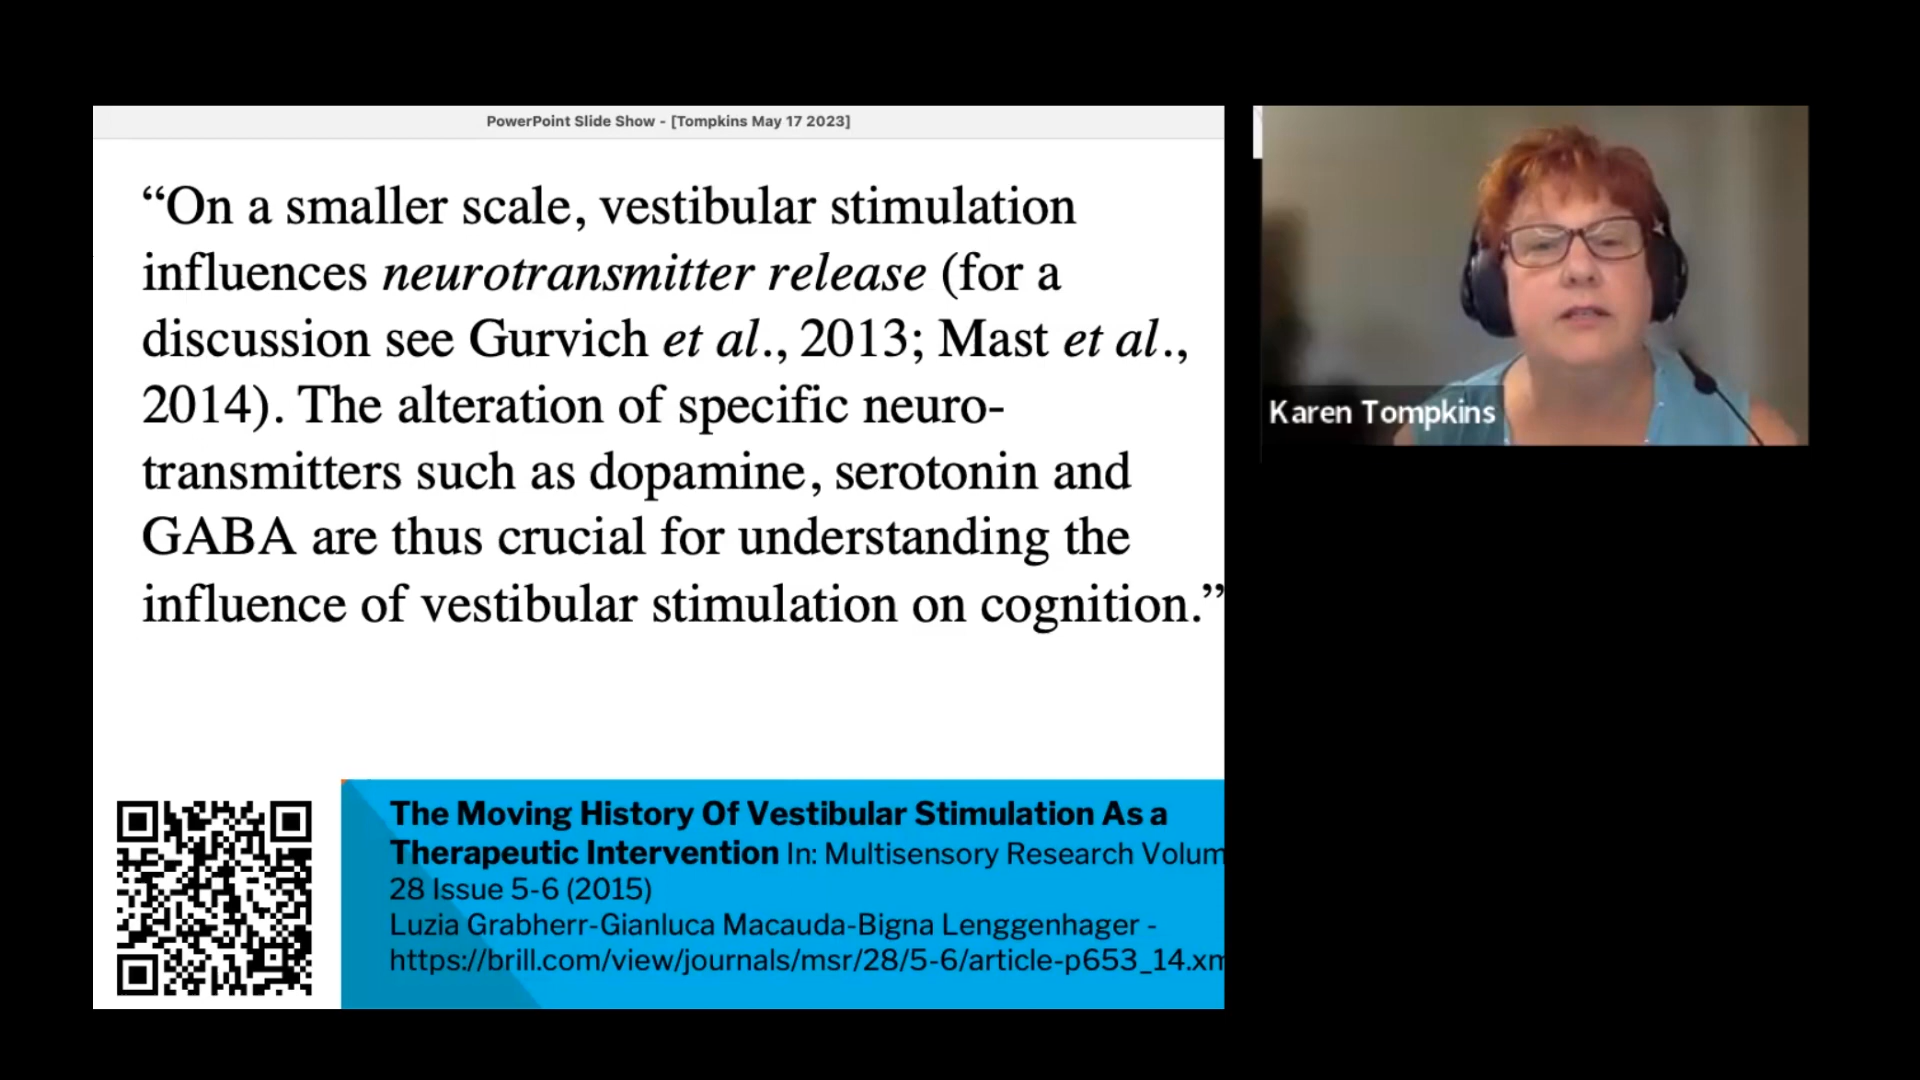 PowerPoint Slide Show - [Tompkins May 17 2023]
“On a smaller scale, vestibular stimulation
influences neurotransmitter release (for a
discussion see Gurvich et al., 2013; Mast et al.,
2014). The alteration of specific neuro-
transmitters such as dopamine, serotonin and
GABA are thus crucial for understanding the
influence of vestibular stimulation on cognition.”
The Moving History Of Vestibular Stimulation As a
Therapeutic Intervention In: Multisensory Research Volum
28 Issue 5-6 (2015)
Luzia Grabherr-Gianluca Macauda-Bigna Lenggenhager -
https://brill.com/view/journals/msr/28/5-6/article-p653_14.xm
Karen Tompkins